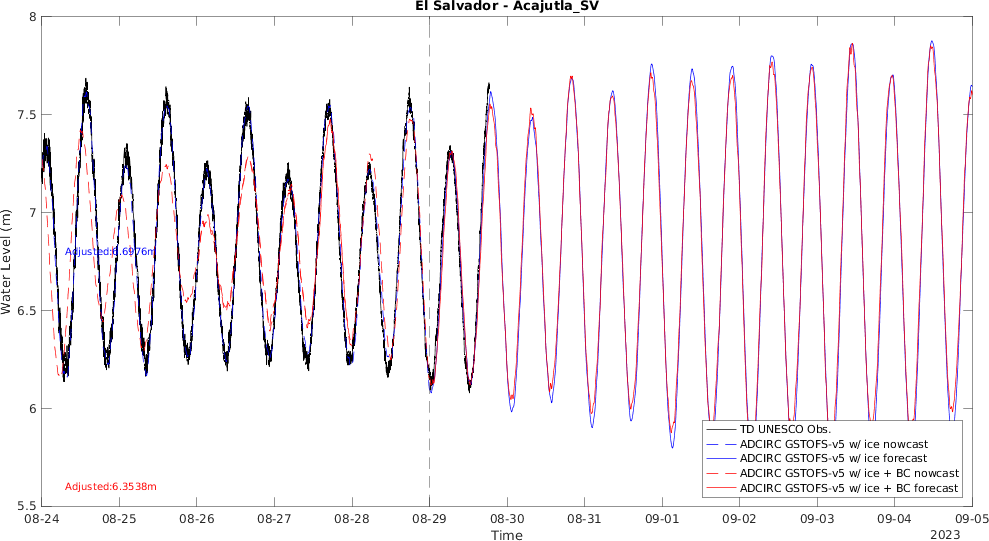 El Salvador - Acajutla_SV
8
7.5
7
6.5
6
5.5
Water Level (m)
Adjusted:6.6976m
Adjusted:6.3538m
TD UNESCO Obs.
ADCIRC GSTOFS-v5 w/ ice nowcast
ADCIRC GSTOFS-v5 w/ ice forecast
ADCIRC GSTOFS-v5 w/ ice + BC nowcast
ADCIRC GSTOFS-v5 w/ ice + BC forecast
08-24 08-25 08-26 08-27 08-28 08-29 08-30 08-31 09-01 09-02 09-03 09-04 09-05
Time
2023